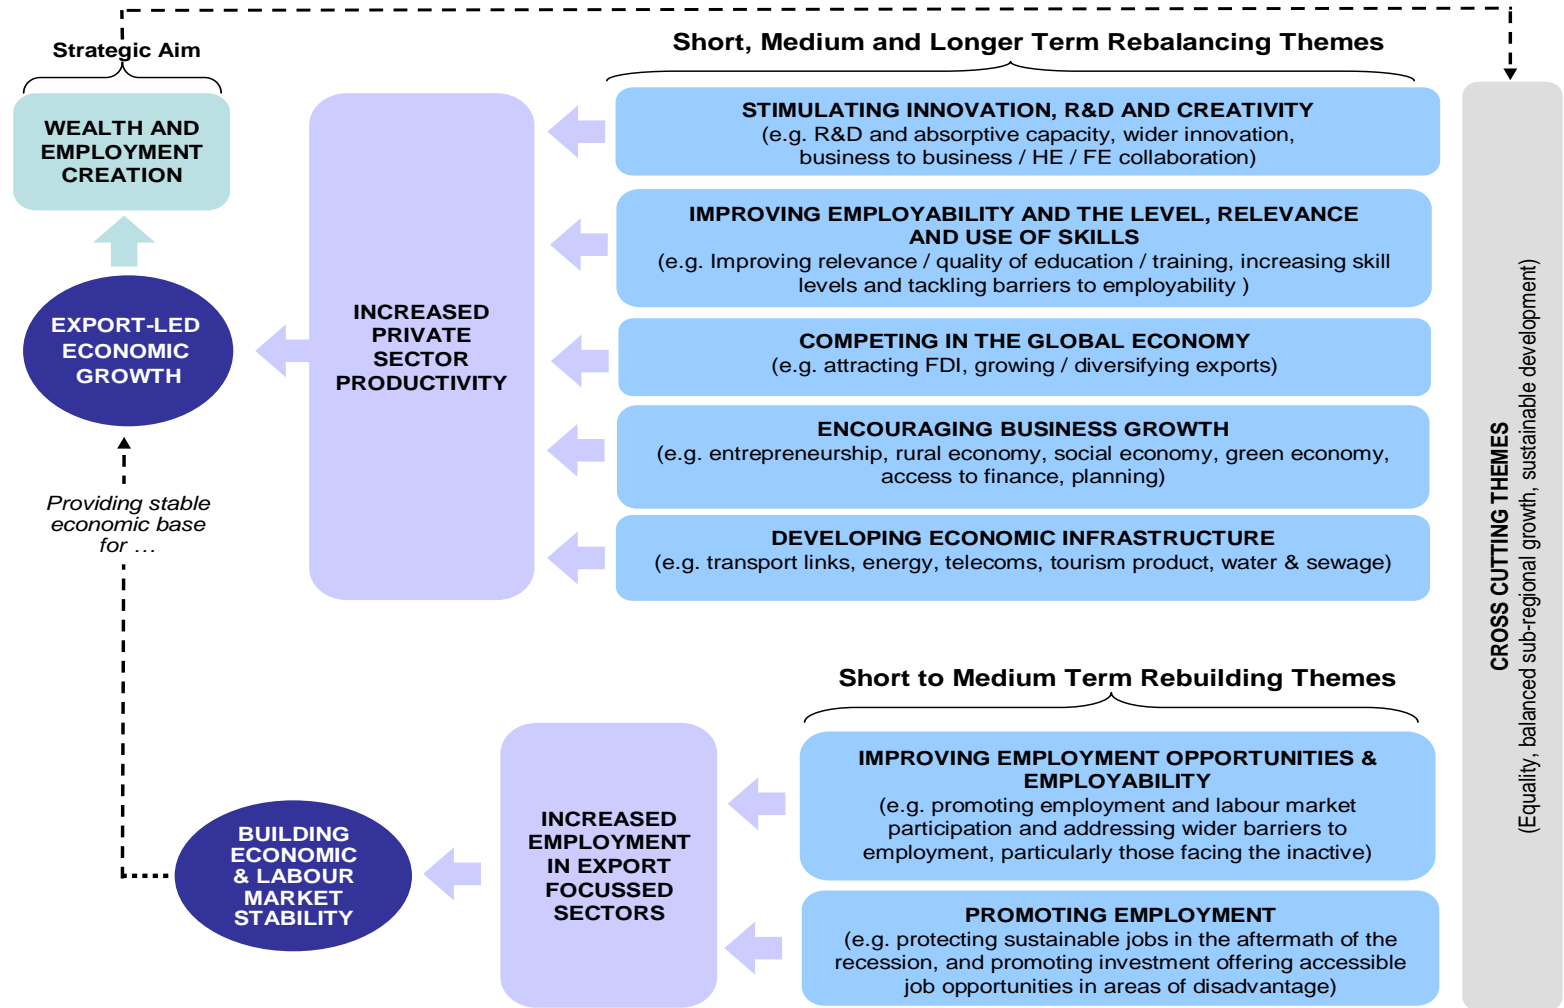 Strategic Aim
WEALTH AND
EMPLOYMENT
CREATION
EXPORT-LED
ECONOMIC
GROWTH
Providing stable
economic base
for …
BUILDING
ECONOMIC
& LABOUR
MARKET
STABILITY
INCREASED
PRIVATE
SECTOR
PRODUCTIVITY
Short, Medium and Longer Term Rebalancing Themes
STIMULATING INNOVATION, R&D AND CREATIVITY
(e.g. R&D and absorptive capacity, wider innovation,
business to business / HE / FE collaboration)
IMPROVING EMPLOYABILITY AND THE LEVEL, RELEVANCE
AND USE OF SKILLS
(e.g. Improving relevance / quality of education / training, increasing skill
levels and tackling barriers to employability )
COMPETING IN THE GLOBAL ECONOMY
(e.g. attracting FDI, growing / diversifying exports)
ENCOURAGING BUSINESS GROWTH
(e.g. entrepreneurship, rural economy, social economy, green economy,
access to finance, planning)
DEVELOPING ECONOMIC INFRASTRUCTURE
(e.g. transport links, energy, telecoms, tourism product, water & sewage)
INCREASED
EMPLOYMENT
IN EXPORT
FOCUSSED
SECTORS
Short to Medium Term Rebuilding Themes
IMPROVING EMPLOYMENT OPPORTUNITIES &
EMPLOYABILITY
(e.g. promoting employment and labour market
participation and addressing wider barriers to
employment, particularly those facing the inactive)
PROMOTING EMPLOYMENT
(e.g. protecting sustainable jobs in the aftermath of the
recession, and promoting investment offering accessible
job opportunities in areas of disadvantage)
CROSS CUTTING THEMES
(Equality, balanced sub-regional growth, sustainable development)